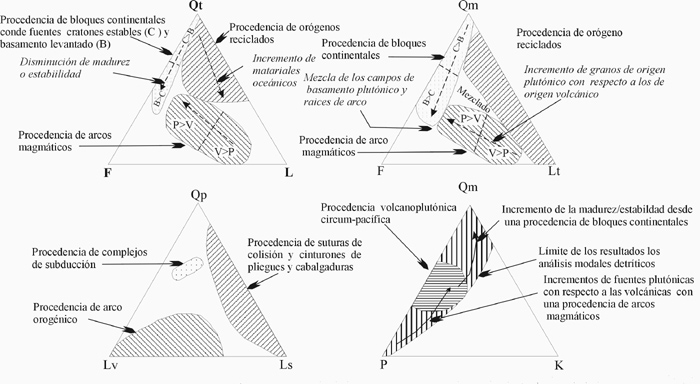 Qt
Procedencia de bloques continentales
conde fuentes cratones estables (C ) y
basamento levantado (B)
Procedencia de orógenos
reciclados
C-B
Disminución de madurez
o estabilidad
Incremento de
matariales
oceánicos
B-C
P>V
V>P
Procedencia de arcos
magmáticos
F
L
Qm
Procedencia de bloques
continentales
Procedencia de orógeno
reciclados
C-B
Mezcla de los campos de
basamento plutónico y
raices de arco
Incremento de granos de origen
plutónico con respecto a los de
origen volcánico
B-C
Mezclado
P>V
V>P
Procedencia de arco
magmáticos
F
Lt
Qp
Procedencia de complejos
de subducción
Procedencia de suturas de
colisión y cinturones de
pliegues y cabalgaduras
Procedencia de arco
orogénico
Lv
Ls
Qm
Procedencia volcanoplutónica
circum-pacífica
Incremento de la madurez/estabildad desde
una procedencia de bloques continentales
Límite de los resultados los
análisis modales detríticos
Incrementos de fuentes plutónicas
con respecto a las volcánicas con
una procedencia de arcos
magmáticos
P
K